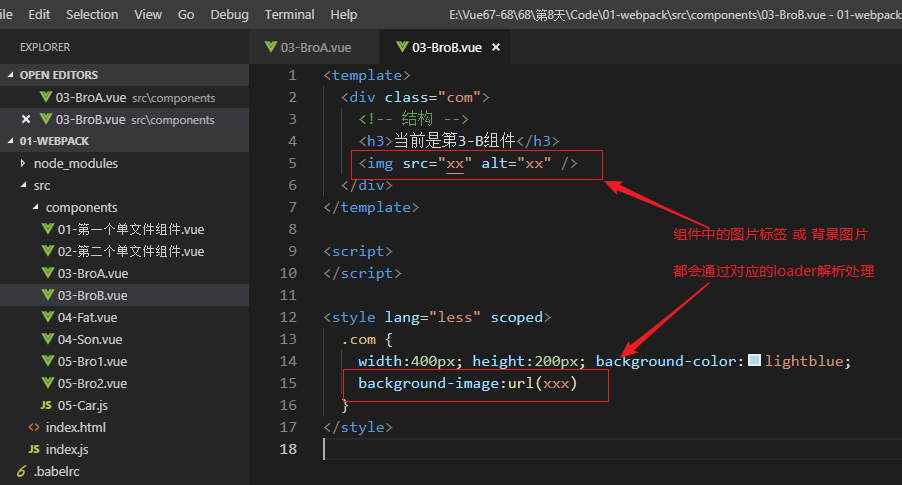 ile Edit Selection View Go Debug Terminal Help E:\Vue67-68\68\第8天\Code\01-webpack\src\components\03-BroB.vue - 01-webpack
EXPLORER
OPEN EDITORS
03-BroA.vue src\components
03-BroB.vue src\components
01-WEBPACK
node_modules
src
components
01-第一个单文件组件.vue
02-第二个单文件组件.vue
03-BroA.vue
03-BroB.vue
04-Fat.vue
04-Son.vue
05-Bro1.vue
05-Bro2.vue
JS 05-Car.js
<> index.html
JS index.js
.babelrc
03-BroA.vue 03-BroB.vue ×
1 <template>
2 <div class="com">
3 <!-- 结构 -->
4 <h3>当前是第3-B组件</h3>
5 <img src="xx" alt="xx" />
6 </div>
7 </template>
8
9 <script>
10 </script>
11
12 <style lang="less" scoped>
13 .com {
14 width:400px; height:200px; background-color:lightblue;
15 background-image:url(xxx)
16 }
17 </style>
18
组件中的图片标签 或 背景图片
都会通过对应的loader解析处理